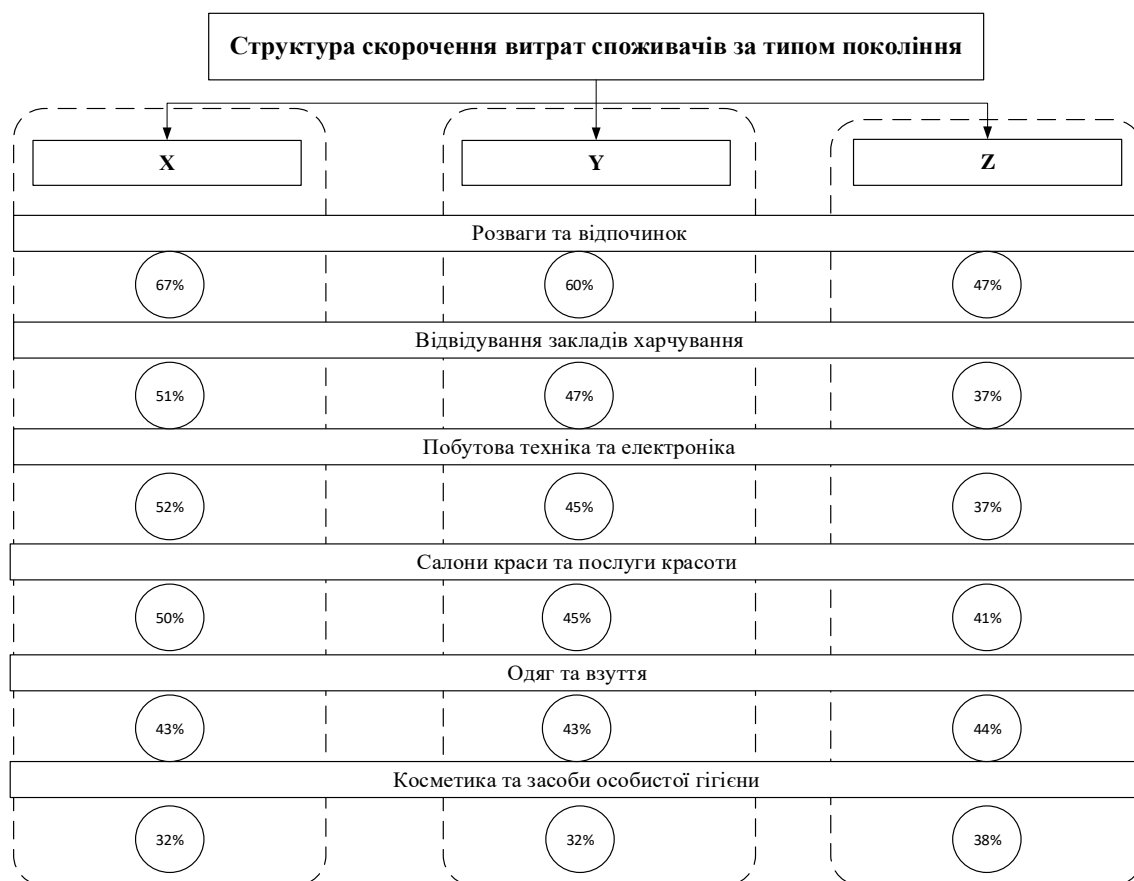 Структура скорочення витрат споживачів за типом покоління
X
Y
Z
Розваги та відпочинок
67%
60%
47%
Відвідування закладів харчування
51%
47%
37%
Побутова техніка та електроніка
52%
45%
37%
Салони краси та послуги красоти
50%
45%
41%
Одяг та взуття
43%
43%
44%
Косметика та засоби особистої гігієни
32%
32%
38%